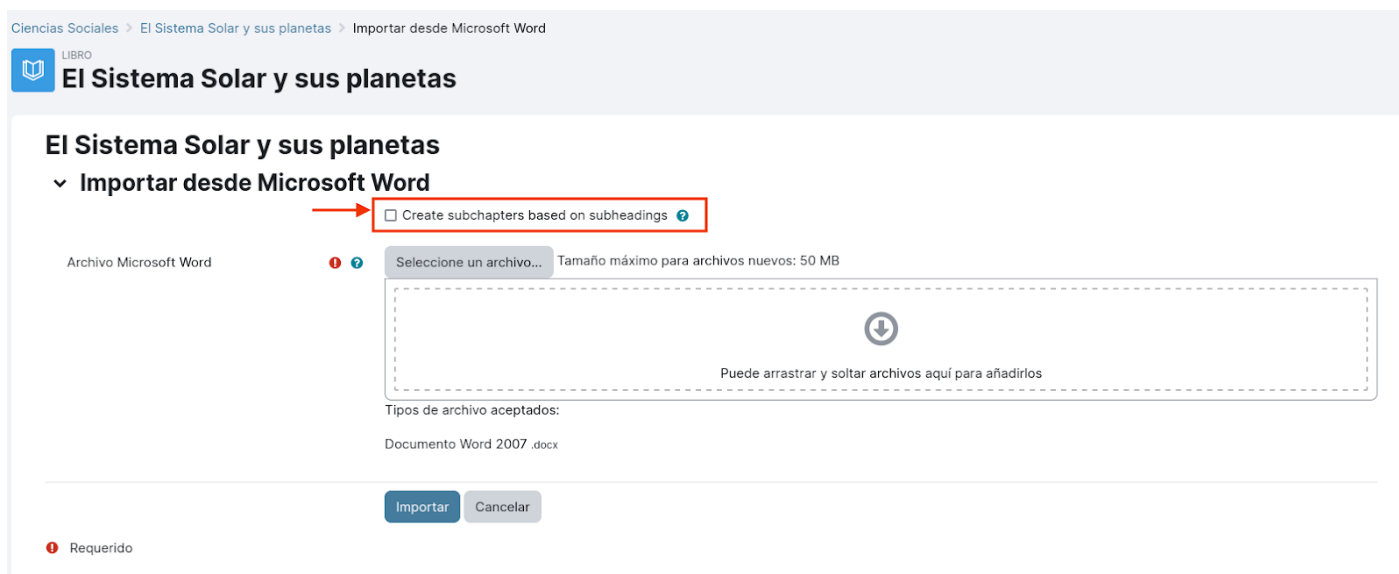 Ciencias Sociales > El Sistema Solar y sus planetas > Importar desde Microsoft Word
LIBRO
El Sistema Solar y sus planetas
El Sistema Solar y sus planetas
Importar desde Microsoft Word
Create subchapters based on subheadings
Archivo Microsoft Word
Seleccione un archivo... Tamaño máximo para archivos nuevos: 50 MB
Puede arrastrar y soltar archivos aquí para añadirlos
Tipos de archivo aceptados:
Documento Word 2007 .docx
Importar Cancelar
Requerido